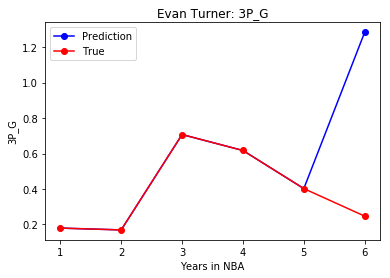 Evan Turner: 3P_G
Prediction
True
3P_G
1.2
1.0
0.8
0.6
0.4
0.2
1 2 3 4 5 6
Years in NBA